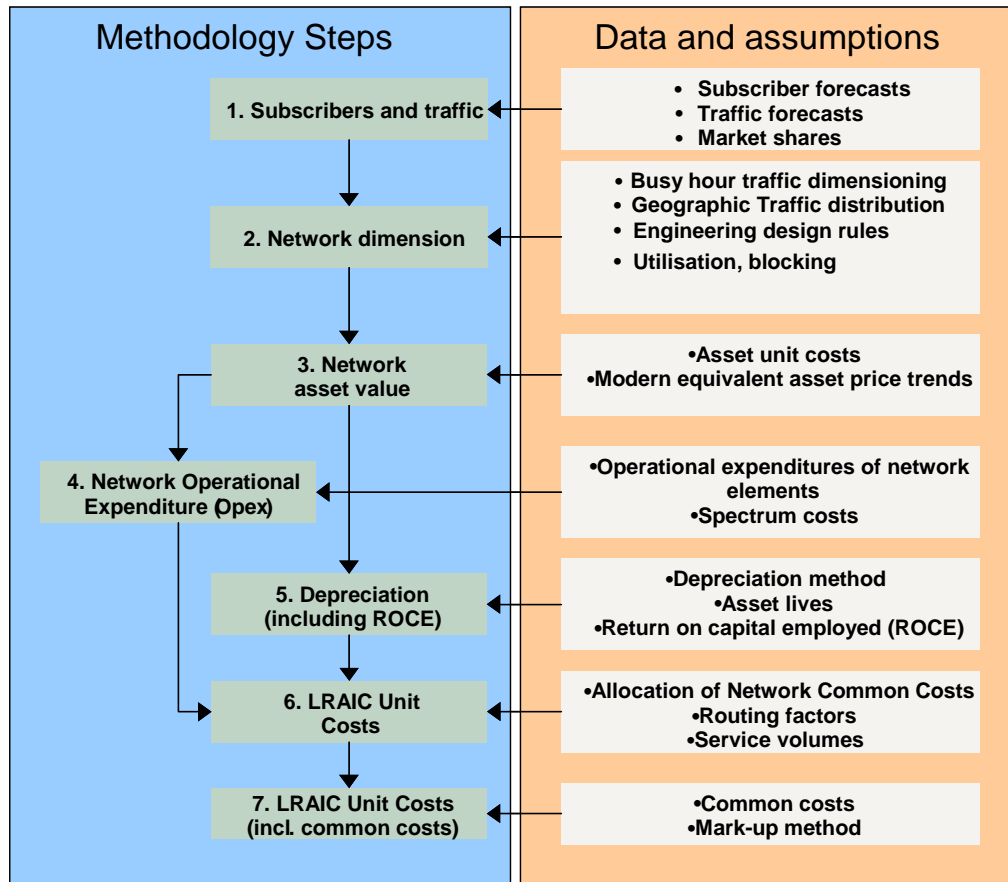 Methodology Steps
Data and assumptions
1. Subscribers and traffic
• Subscriber forecasts
• Traffic forecasts
• Market shares
2. Network dimension
• Busy hour traffic dimensioning
• Geographic Traffic distribution
• Engineering design rules
• Utilisation, blocking
3. Network
asset value
•Asset unit costs
•Modern equivalent asset price trends
4. Network Operational
Expenditure (Opex)
•Operational expenditures of network
elements
•Spectrum costs
5. Depreciation
(including ROCE)
•Depreciation method
•Asset lives
•Return on capital employed (ROCE)
6. LRAIC Unit
Costs
•Allocation of Network Common Costs
•Routing factors
•Service volumes
7. LRAIC Unit Costs
(incl. common costs)
•Common costs
•Mark-up method